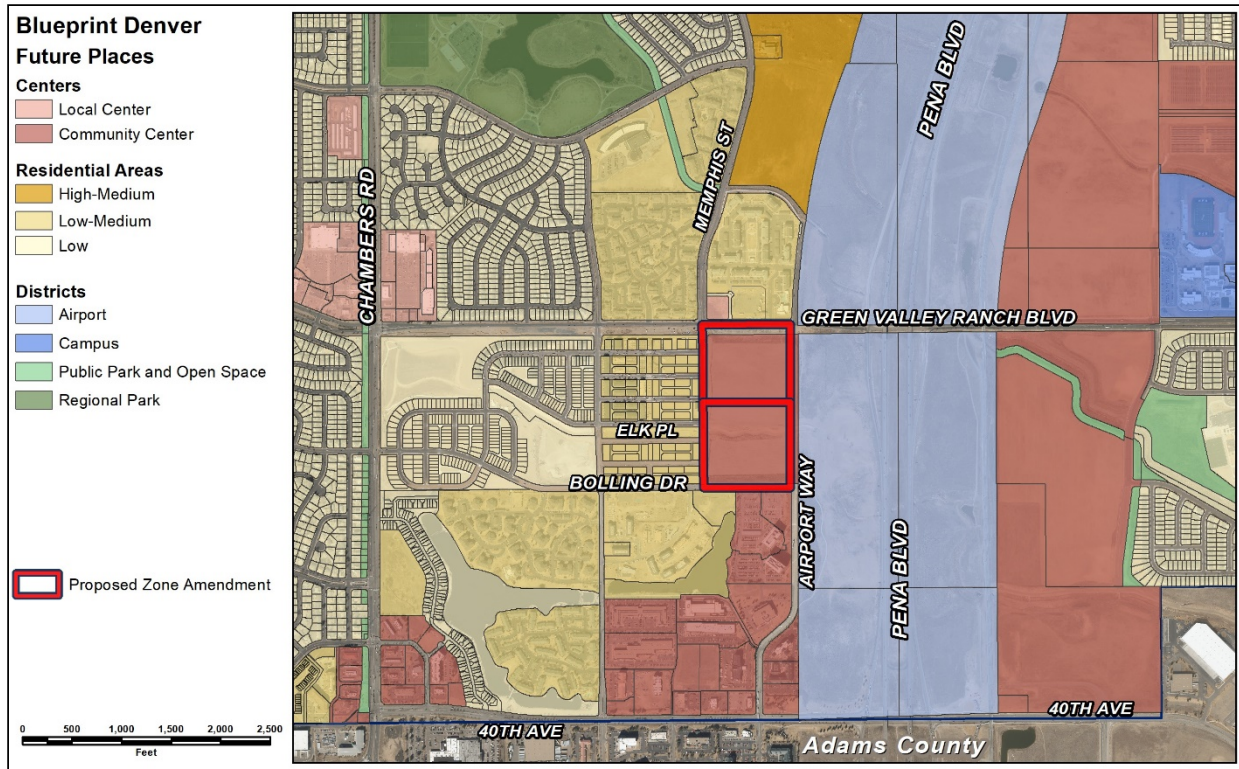 Blueprint Denver
Future Places
Centers
Local Center
Community Center
Residential Areas
High-Medium
Low-Medium
Low
Districts
Airport
Campus
Public Park and Open Space
Regional Park
Proposed Zone Amendment
0 500 1,000 1,500 2,000 2,500
Feet
PENA BLVD
MEMPHIS ST
CHAMBERS RD
GREEN VALLEY RANCH BLVD
ELK PL
BOLLING DR
AIRPORT WAY
PENA BLVD
40TH AVE
40TH AVE
Adams County